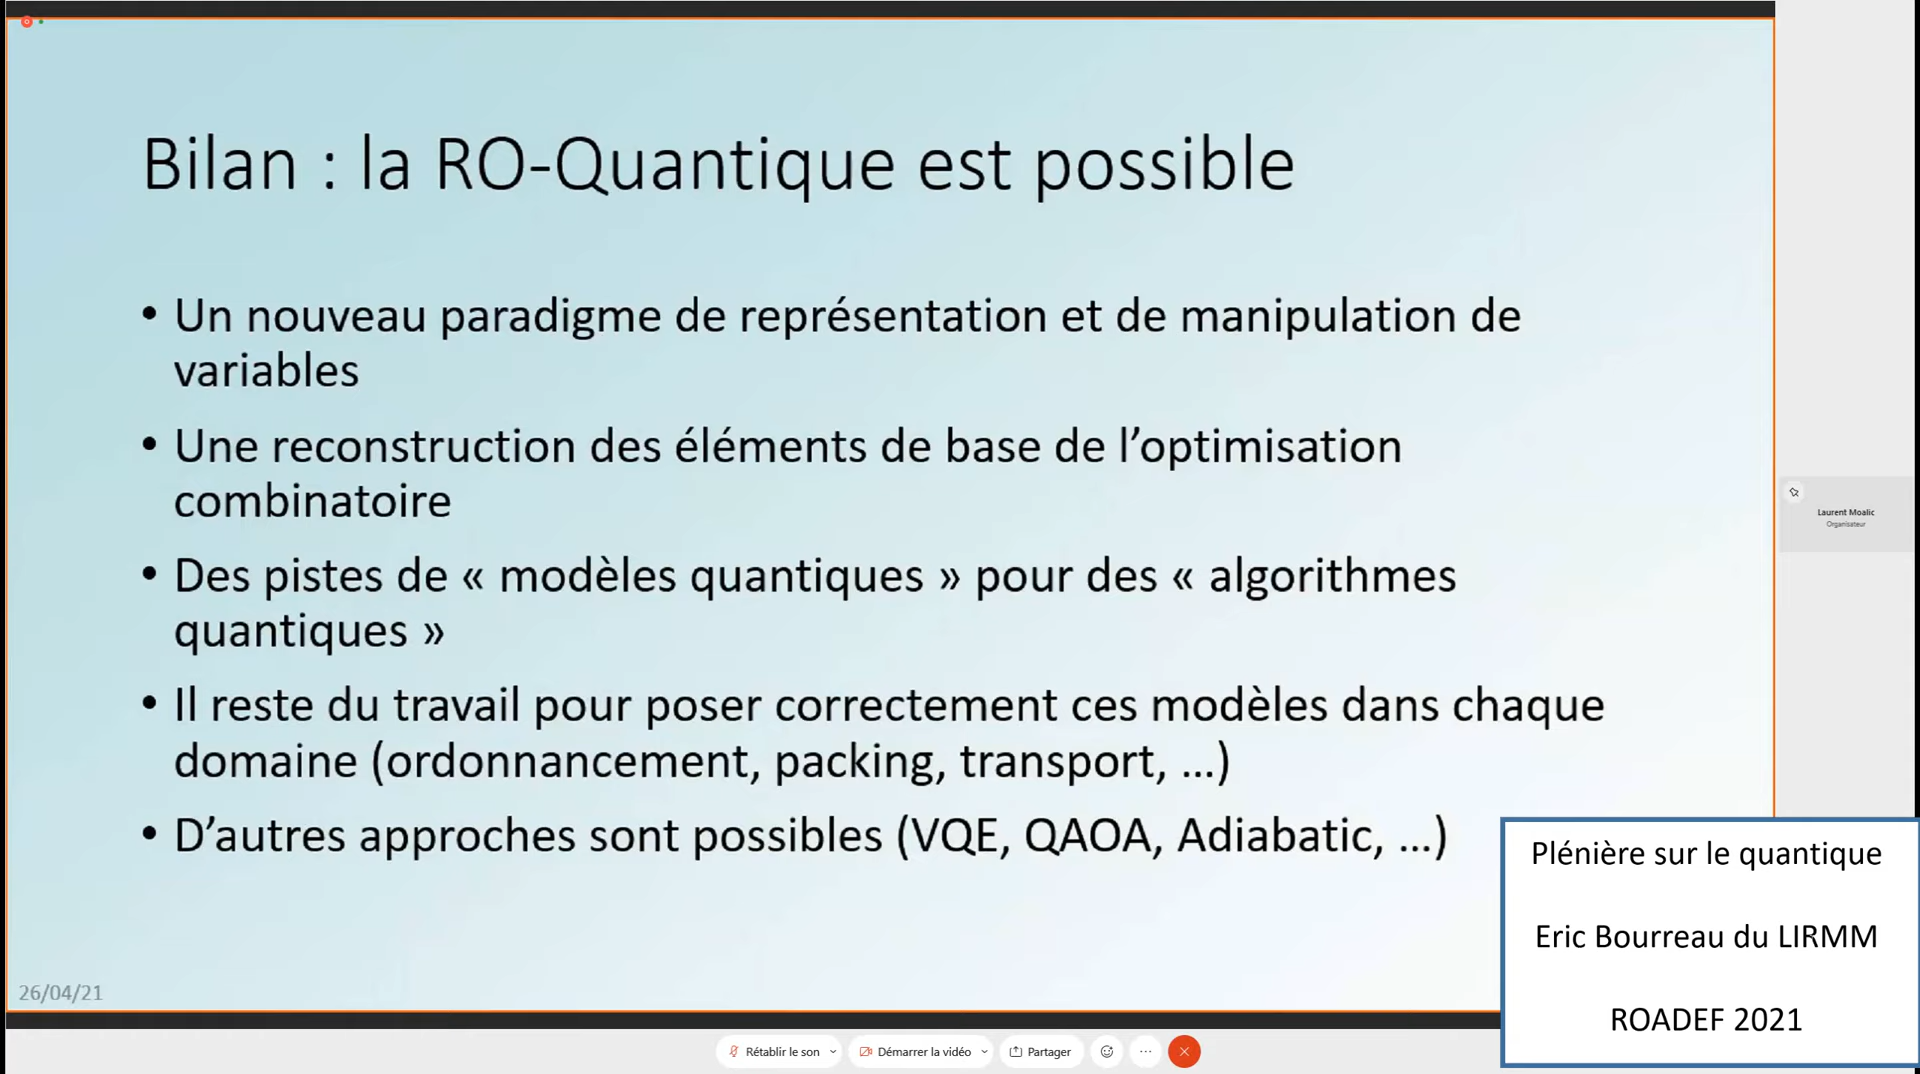 Bilan : la RO-Quantique est possible
• Un nouveau paradigme de représentation et de manipulation de
variables
• Une reconstruction des éléments de base de l’optimisation
combinatoire
• Des pistes de « modèles quantiques » pour des « algorithmes
quantiques »
• Il reste du travail pour poser correctement ces modèles dans chaque
domaine (ordonnancement, packing, transport, ...)
• D’autres approches sont possibles (VQE, QAOA, Adiabatic, ...)
26/04/21
Laurent Moalic
Organisateur
Plénière sur le quantique
Eric Bourreau du LIRMM
ROADEF 2021
Rétablir le son
Démarrer la vidéo
Partager